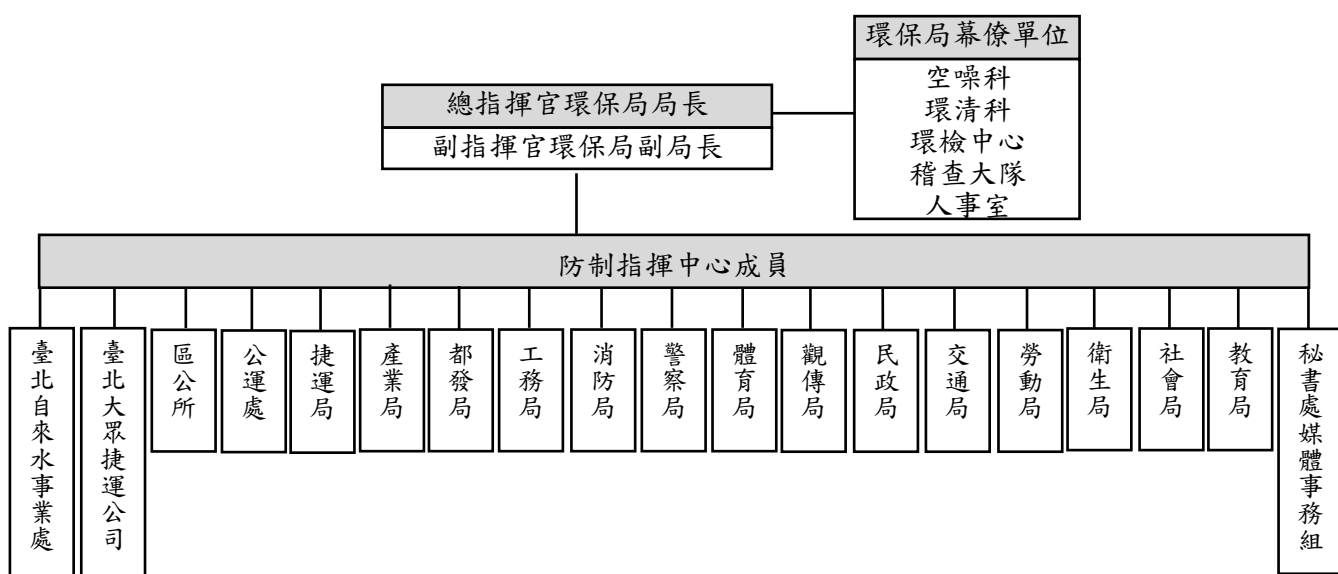 環保局幕僚單位
空噪科
環清科
環檢中心
稽查大隊
人事室
總指揮官環保局局長
副指揮官環保局副局長
防制指揮中心成員
臺北自來水事業處
臺北大眾捷運公司
區公所
公運處
捷運局
產業局
都發局
工務局
消防局
警察局
體育局
觀傳局
民政局
交通局
勞動局
衛生局
社會局
教育局
秘書處媒體事務組